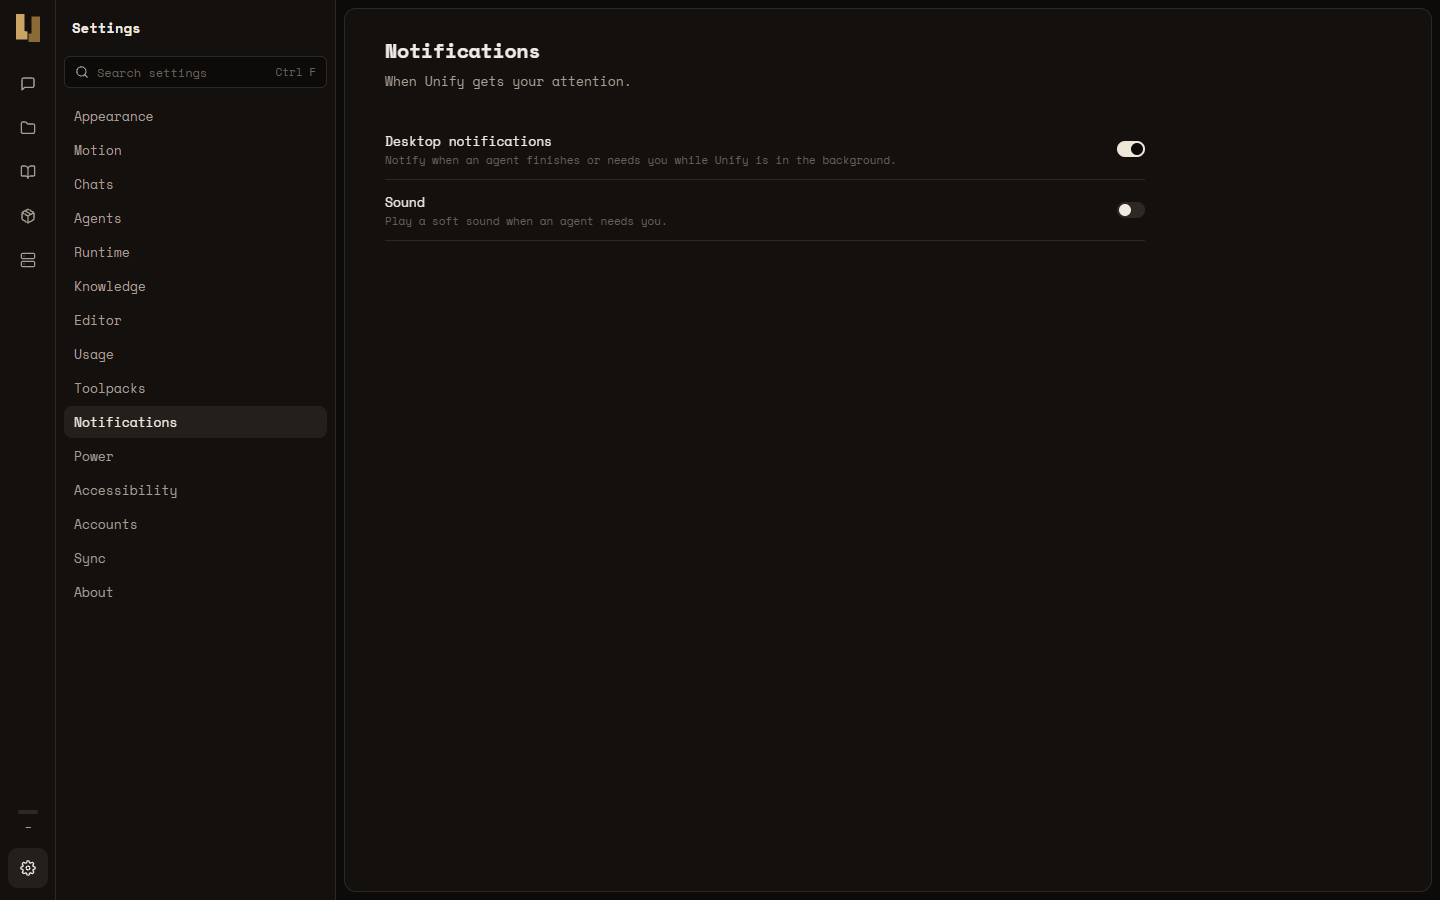 Settings
Search settings
Ctrl F
Appearance
Motion
Chats
Agents
Runtime
Knowledge
Editor
Usage
Toolpacks
Notifications
Power
Accessibility
Accounts
Sync
About
–
Notifications
When Unify gets your attention.
Desktop notifications
Notify when an agent finishes or needs you while Unify is in the background.
Sound
Play a soft sound when an agent needs you.